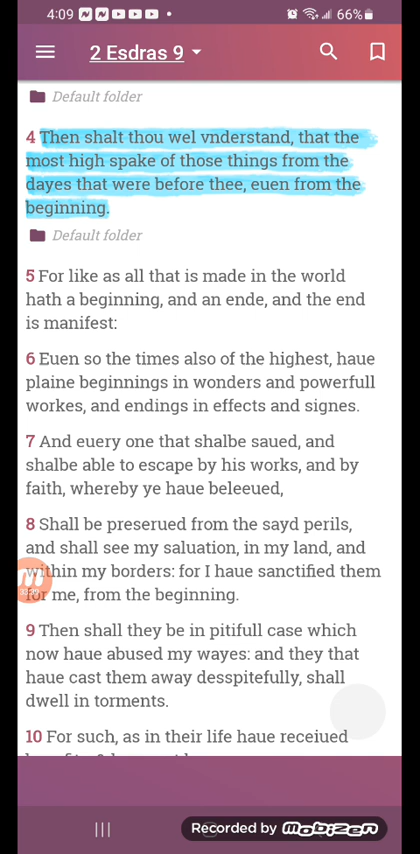 4:09 66%
2 Esdras 9
Default folder
4 Then shalt thou wel vnderstand, that the
most high spake of those things from the
dayes that were before thee, euen from the
beginning.
Default folder
5 For like as all that is made in the world
hath a beginning, and an ende, and the end
is manifest:
6 Euen so the times also of the highest, haue
plaine beginnings in wonders and powerfull
workes, and endings in effects and signes.
7 And euery one that shalbe saued, and
shalbe able to escape by his works, and by
faith, whereby ye haue beleeued,
8 Shall be preserued from the sayd perils,
and shall see my saluation, in my land, and
within my borders: for I haue sanctified them
for me, from the beginning.
9 Then shall they be in pitifull case which
now haue abused my wayes: and they that
haue cast them away desspitefully, shall
dwell in torments.
10 For such, as in their life haue receiued
Recorded by Mobizen